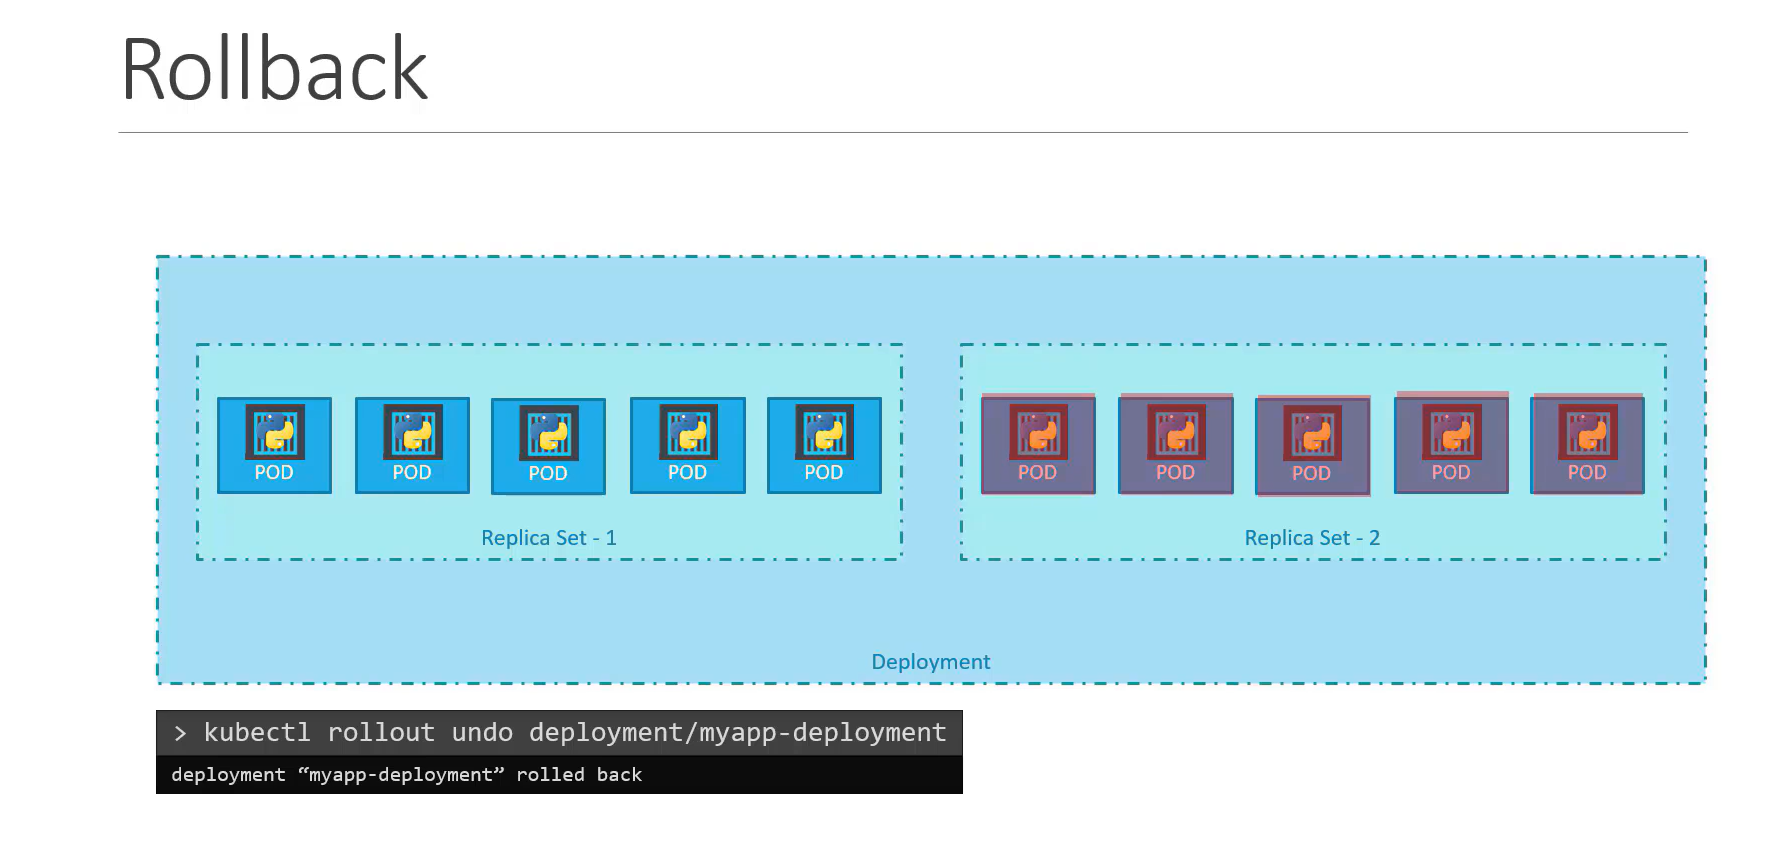 Rollback
POD POD POD POD POD POD POD POD POD POD
Replica Set - 1 Replica Set - 2
Deployment
> kubectl rollout undo deployment/myapp-deployment
deployment “myapp-deployment” rolled back